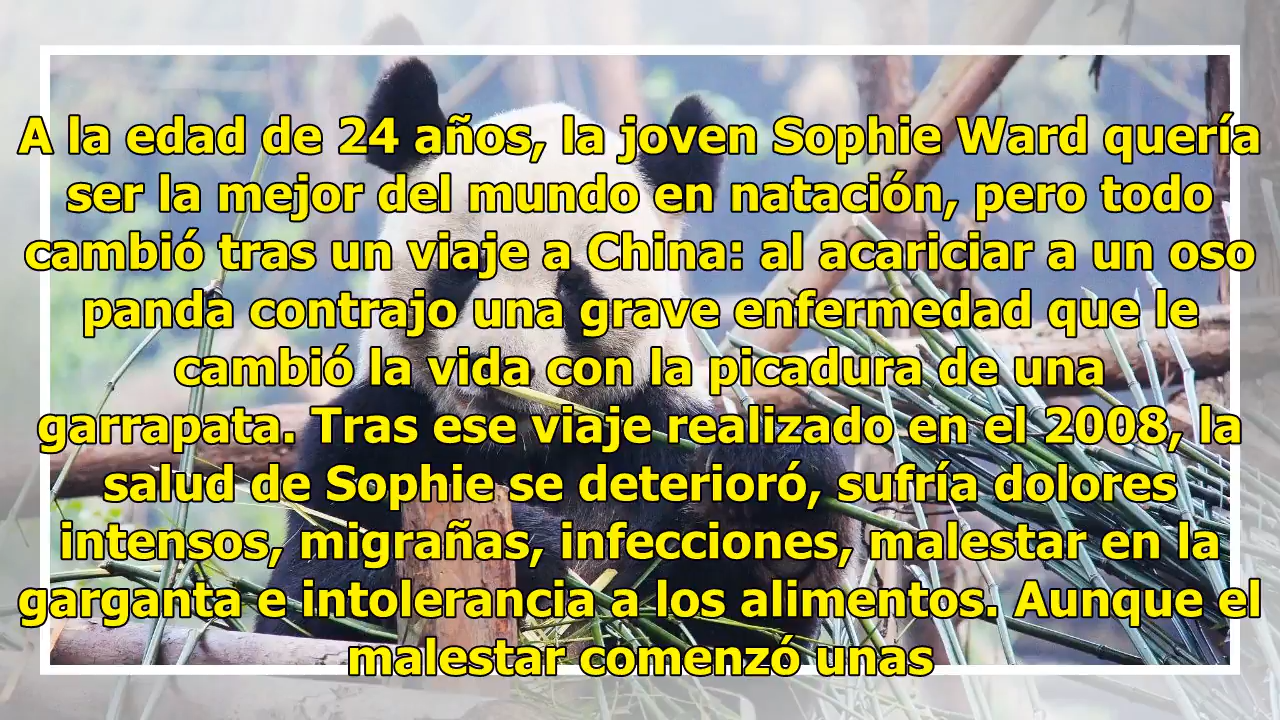 A la edad de 24 años, la joven Sophie Ward quería
ser la mejor del mundo en natación, pero todo
cambió tras un viaje a China: al acariciar a un oso
panda contrajo una grave enfermedad que le
cambió la vida con la picadura de una
garrapata. Tras ese viaje realizado en el 2008, la
salud de Sophie se deterioró, sufría dolores
intensos, migrañas, infecciones, malestar en la
garganta e intolerancia a los alimentos. Aunque el
malestar comenzó unas